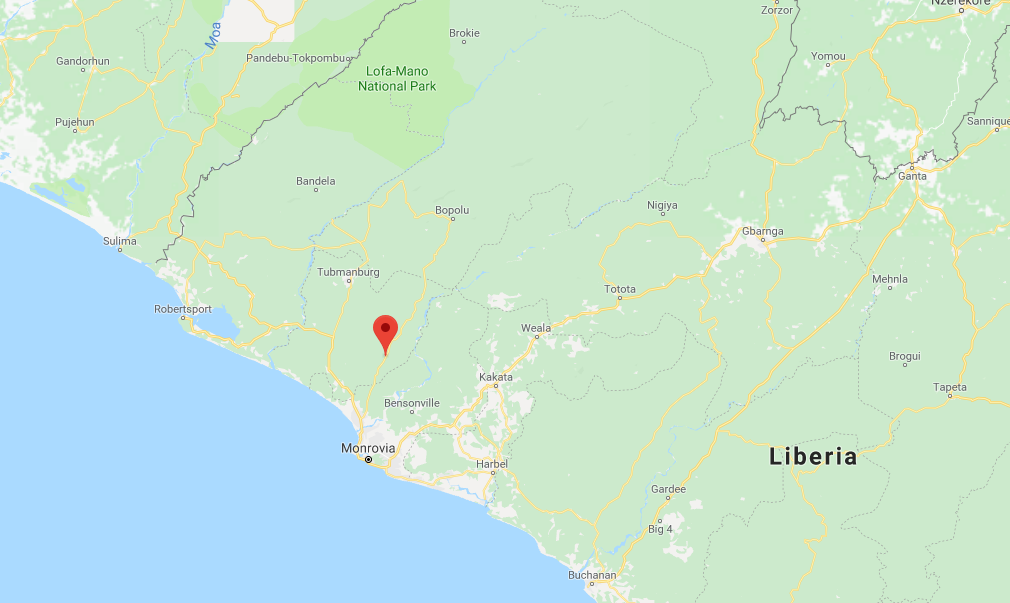 Nzérékoré
Zorzor
Moa
Brokie
Pandebu-Tokpombu
Yomou
Gandorhun
Lofa-Mano
National Park
Pujehun
Sannique
Ganta
Bandela
Nigiya
Bopolu
Gbarnga
Sulima
Tubmanburg
Mehnla
Totota
Robertsport
Weala
Brogui
Kakata
Tapeta
Bensonville
Monrovia
Liberia
Harbel
Gardee
Big 4
Buchanan